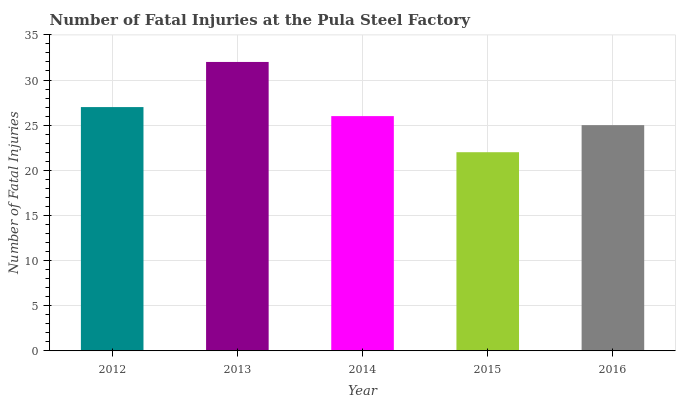 Number of Fatal Injuries at the Pula Steel Factory
35
30
25
20
15
10
5
0
Number of Fatal Injuries
2012 2013 2014 2015 2016
Year